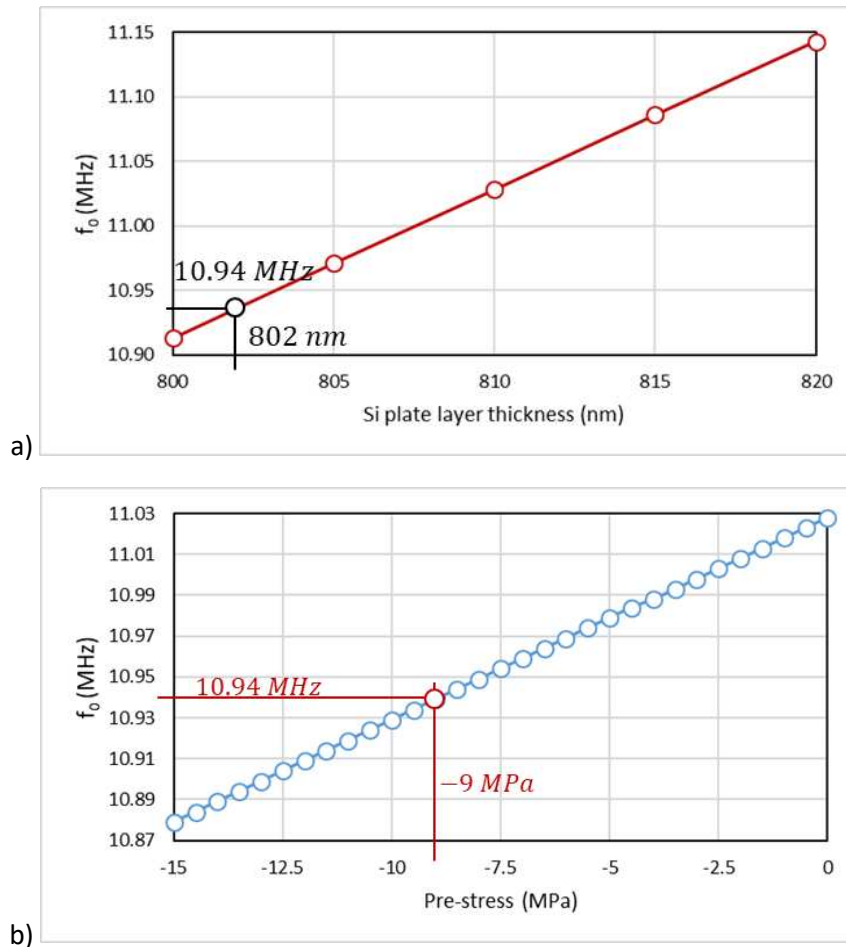 11.15
11.10
11.05
11.00
10.95
10.90
f0 (MHz)
10.94 MHz
802 nm
800 805 810 815 820
Si plate layer thickness (nm)
a)
11.03
11.01
10.99
10.97
10.95
10.93
10.91
10.89
10.87
f0 (MHz)
10.94 MHz
−9 MPa
-15 -12.5 -10 -7.5 -5 -2.5 0
Pre-stress (MPa)
b)